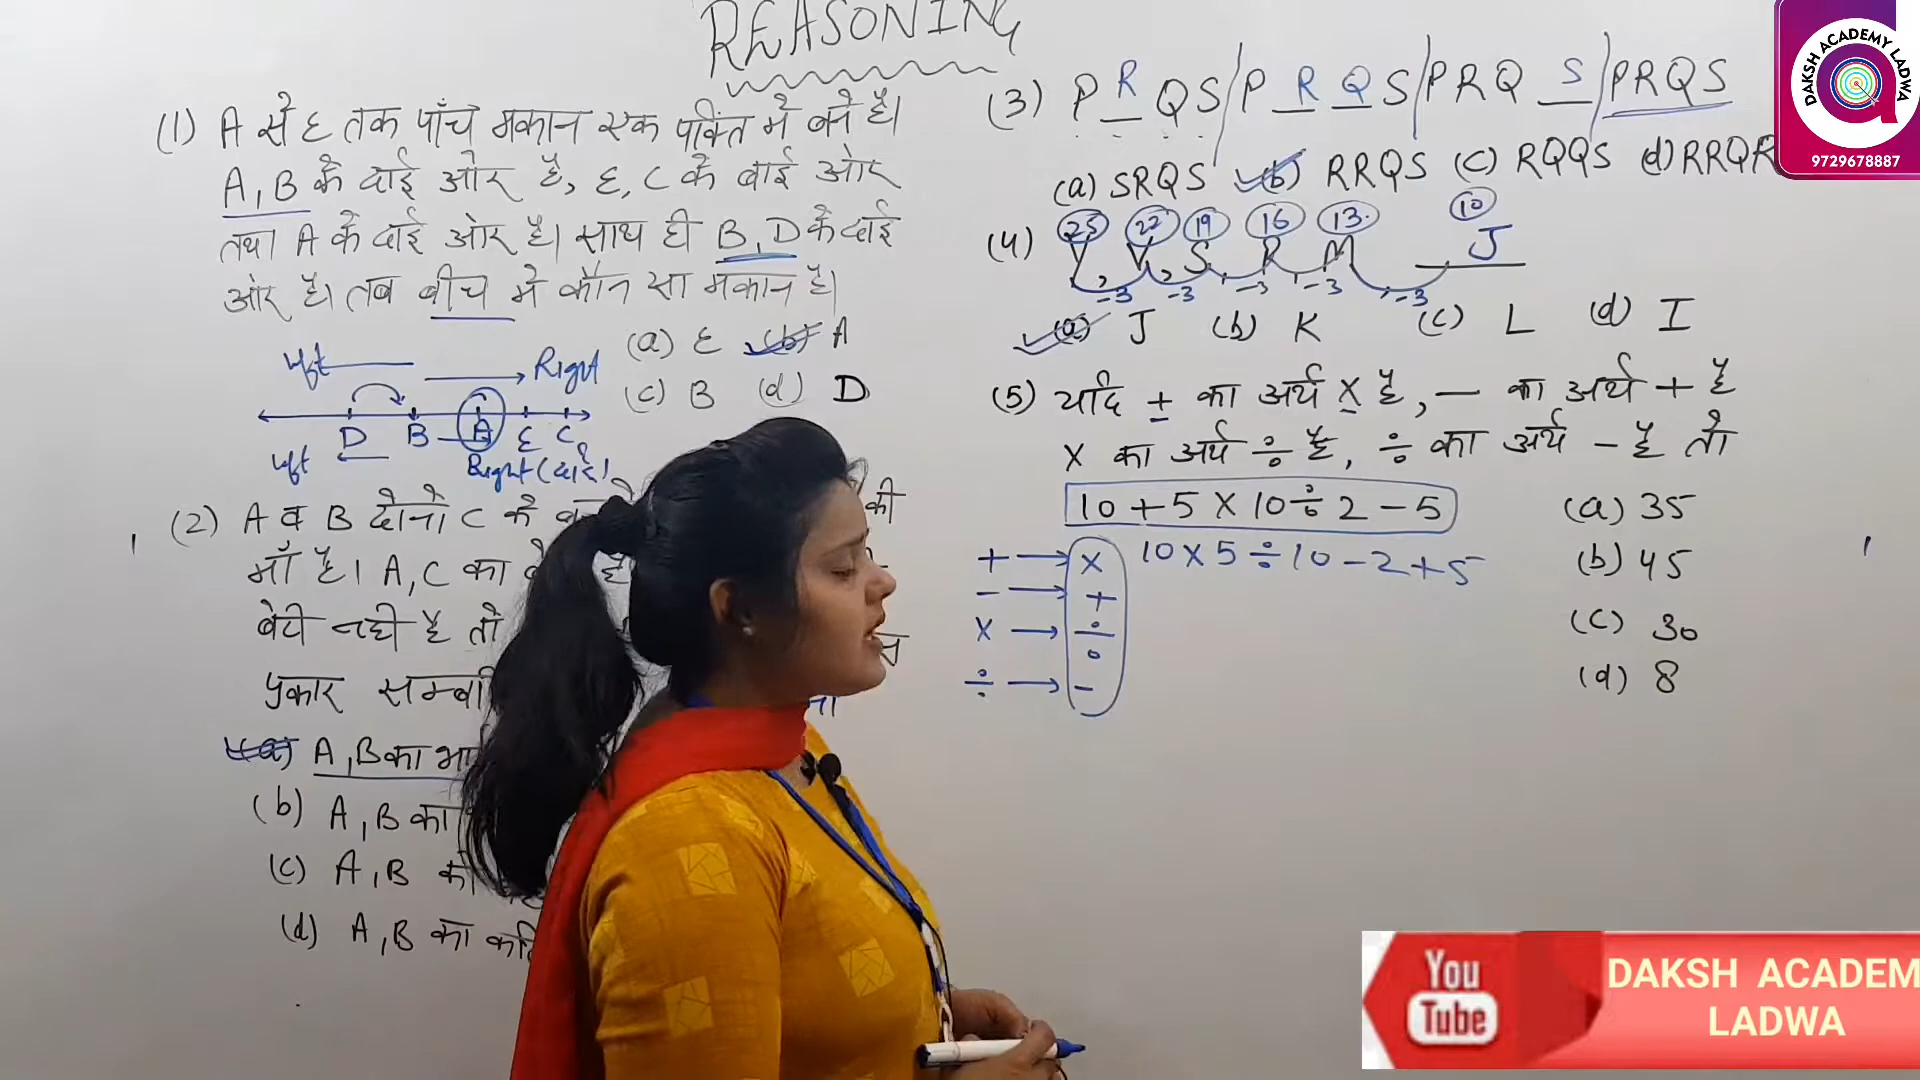 REASONING
(1) A से E तक पाँच मकान एक पंक्ति में बने है।
A, B के दाई ओर है, E, C के बाई ओर
तथा A के दाई ओर है। साथ ही B, D के दाई
ओर है। तब बीच में कौन सा मकान है।
(a) E (b) A
(c) B (d) D
left Right
D B A E C
left Right (दाई)
(2) A व B दोनो C के की
माँ है। A, C का
बेटी नही है तो
प्रकार
(a) A, B का
(b) A, B का
(c) A, B
(d) A, B का
(3) P R Q S / P R Q S / P R Q S / P R Q S
(a) SRQS (b) RRQS (c) RQQS (d) RRQR
25 22 19 16 13 10
(4) Y V S R M J
-3 -3 -3 -3 -3
(a) J (b) K (c) L (d) I
(5) यदि + का अर्थ × है, — का अर्थ + है
× का अर्थ ÷ है, ÷ का अर्थ - है तो
10 + 5 × 10 ÷ 2 - 5
10 × 5 ÷ 10 - 2 + 5
+ → ×
- → +
× → ÷
÷ → -
(a) 35
(b) 45
(c) 30
(d) 8
DAKSH ACADEMY LADWA
9729678887
You Tube
DAKSH ACADEM
LADWA